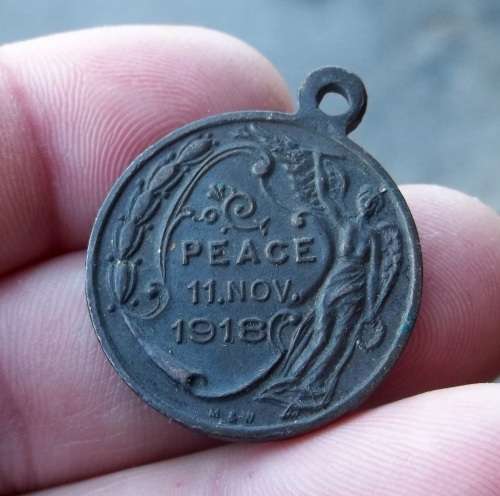 PEACE
11.NOV.
1918
M & W